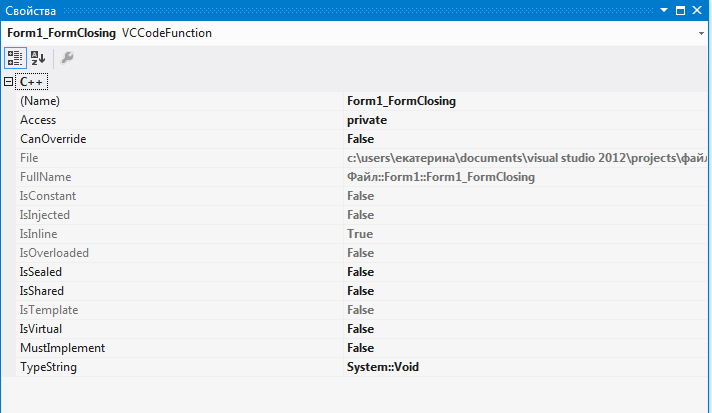 Свойства
Form1_FormClosing VCCodeFunction
C++
(Name) Form1_FormClosing
Access private
CanOverride False
File c:\users\екатерина\documents\visual studio 2012\projects\файл
FullName Файл::Form1::Form1_FormClosing
IsConstant False
IsInjected False
IsInline True
IsOverloaded False
IsSealed False
IsShared False
IsTemplate False
IsVirtual False
MustImplement False
TypeString System::Void